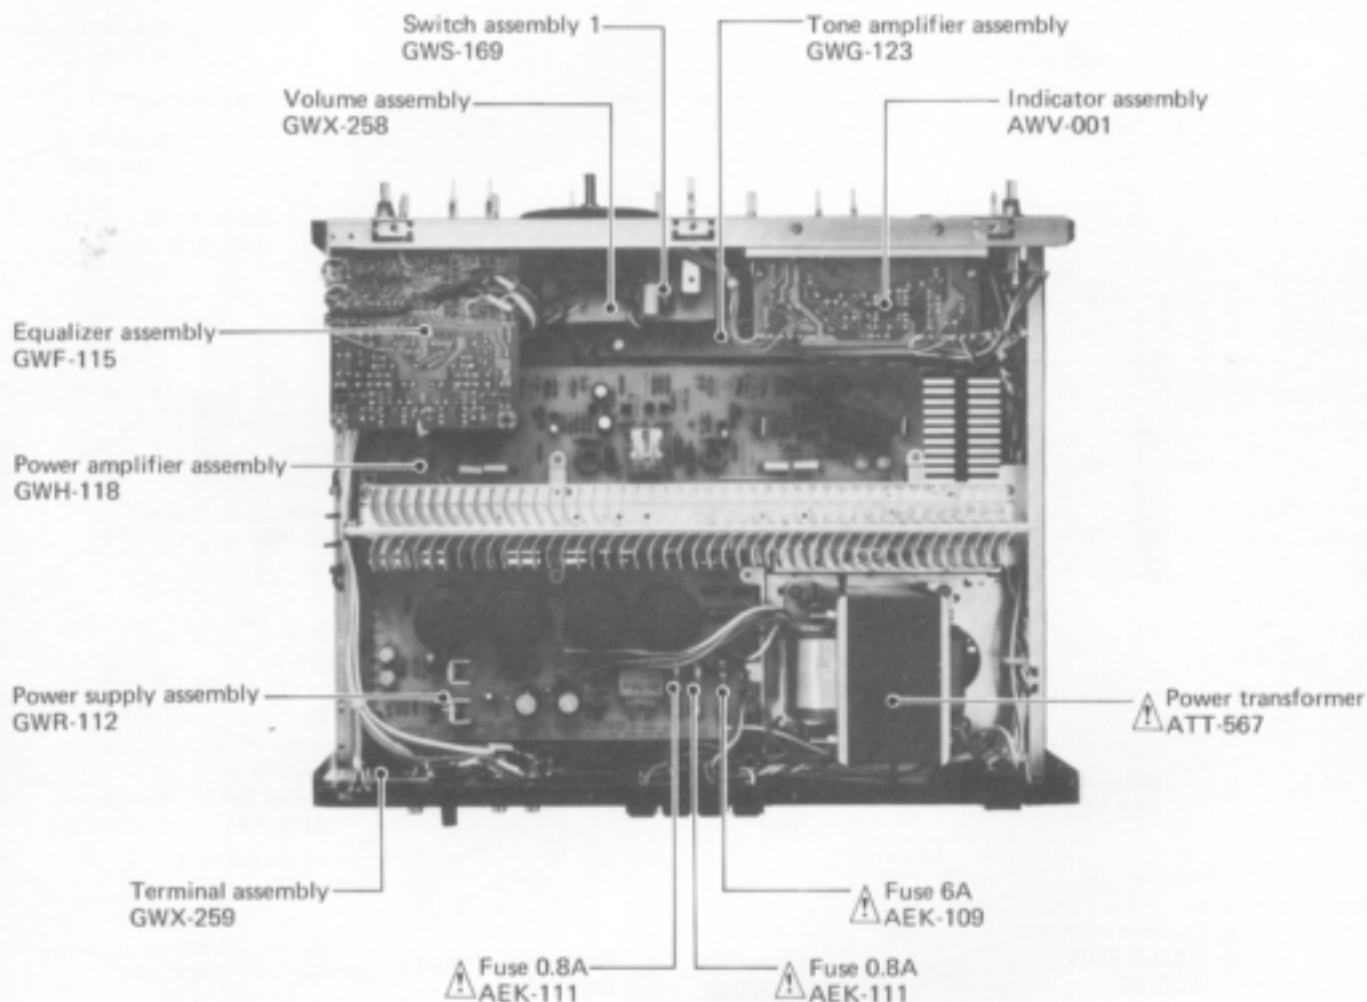 Switch assembly 1
GWS-169
Tone amplifier assembly
GWG-123
Volume assembly
GWX-258
Indicator assembly
AWV-001
Equalizer assembly
GWF-115
Power amplifier assembly
GWH-118
Power supply assembly
GWR-112
Power transformer
ATT-567
Terminal assembly
GWX-259
Fuse 6A
AEK-109
Fuse 0.8A
AEK-111
Fuse 0.8A
AEK-111